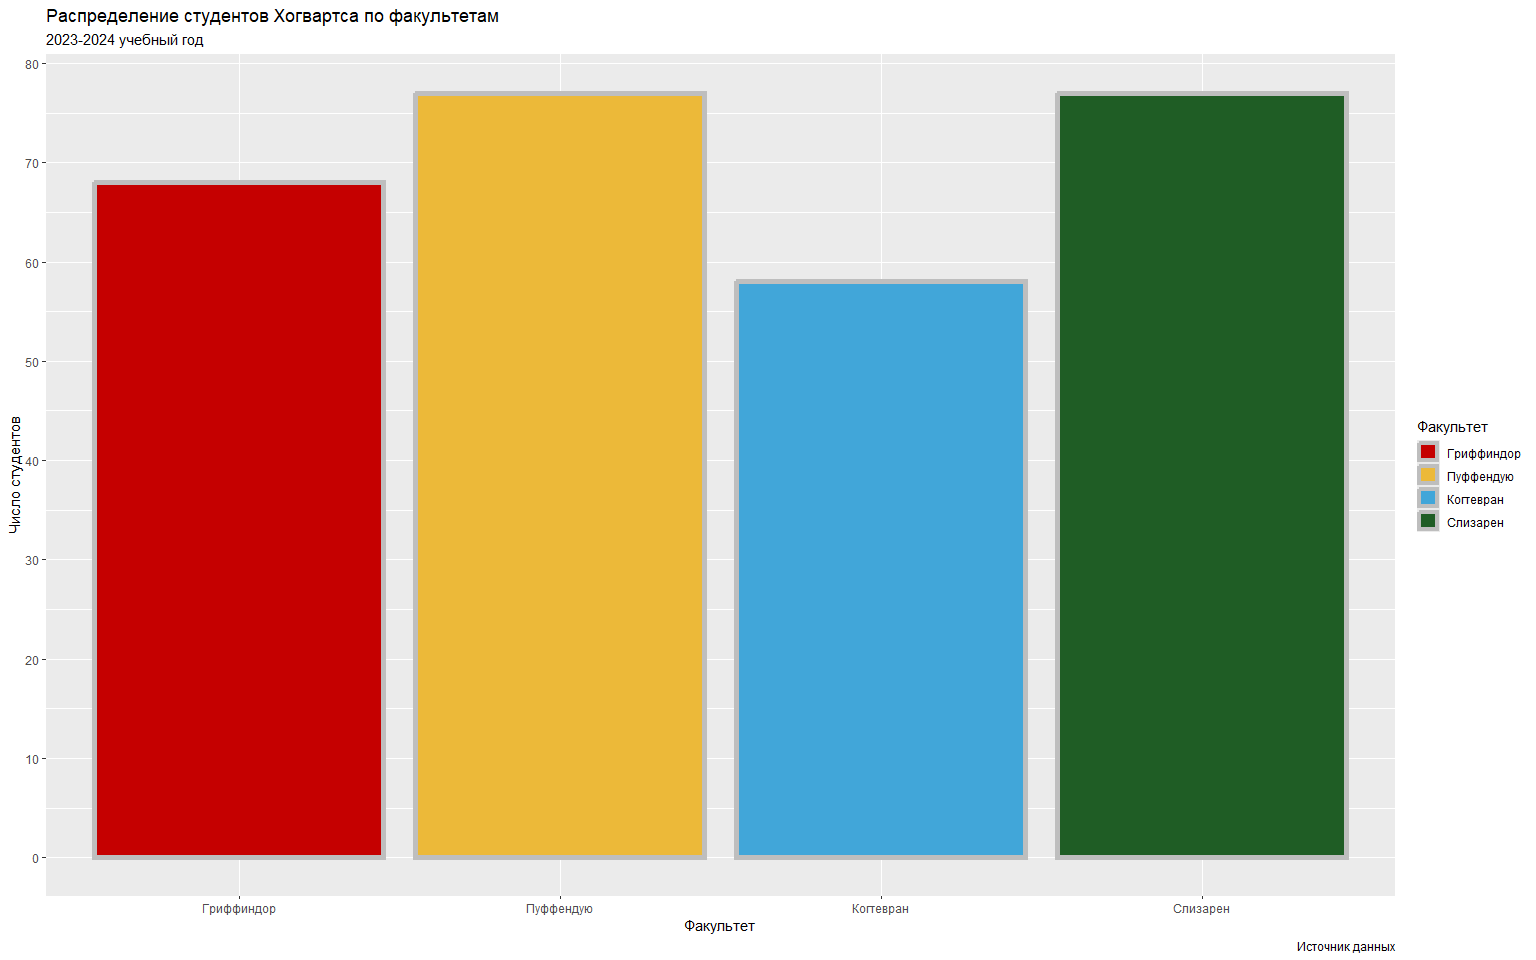 Распределение студентов Хогвартса по факультетам
2023-2024 учебный год
Число студентов
80
70
60
50
40
30
20
10
0
Гриффиндор
Пуффендую
Когтевран
Слизарен
Факультет
Факультет
Гриффиндор
Пуффендую
Когтевран
Слизарен
Источник данных